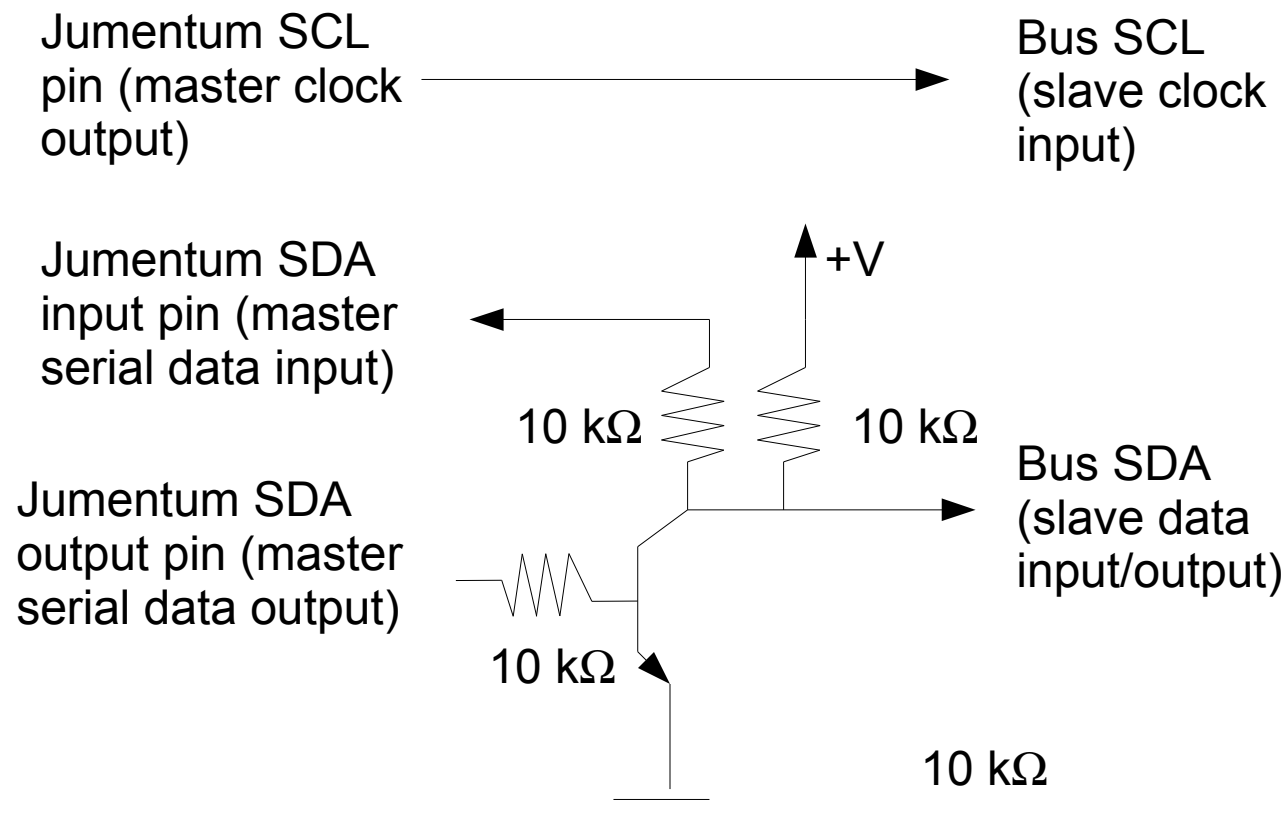 Jumentum SCL
pin (master clock
output)
Bus SCL
(slave clock
input)
Jumentum SDA
input pin (master
serial data input)
+V
10 kΩ
10 kΩ
Bus SDA
(slave data
input/output)
Jumentum SDA
output pin (master
serial data output)
10 kΩ
10 kΩ